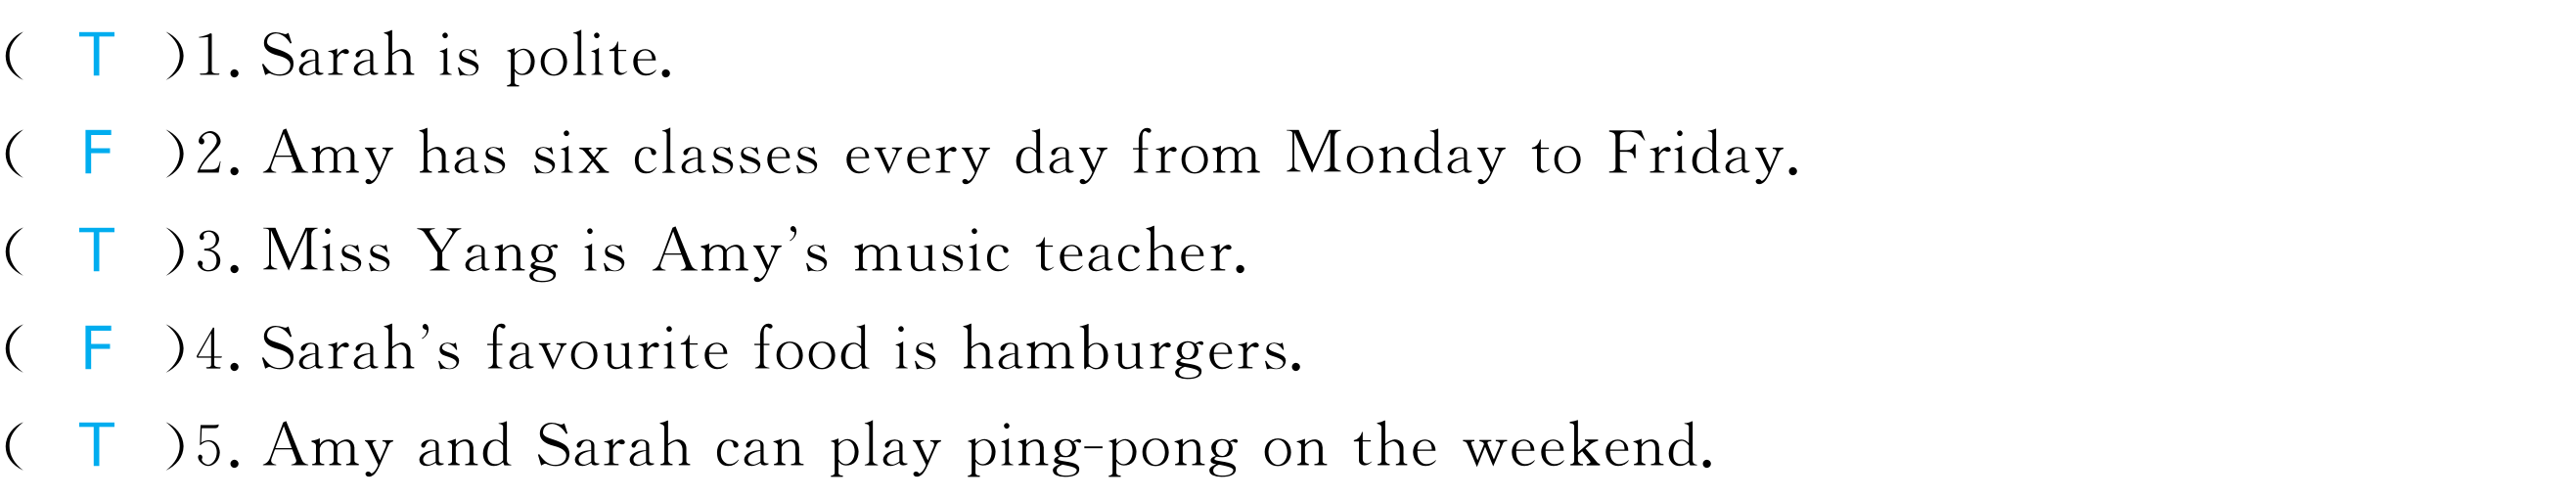 ( T )1. Sarah is polite.
( F )2. Amy has six classes every day from Monday to Friday.
( T )3. Miss Yang is Amy's music teacher.
( F )4. Sarah's favourite food is hamburgers.
( T )5. Amy and Sarah can play ping-pong on the weekend.